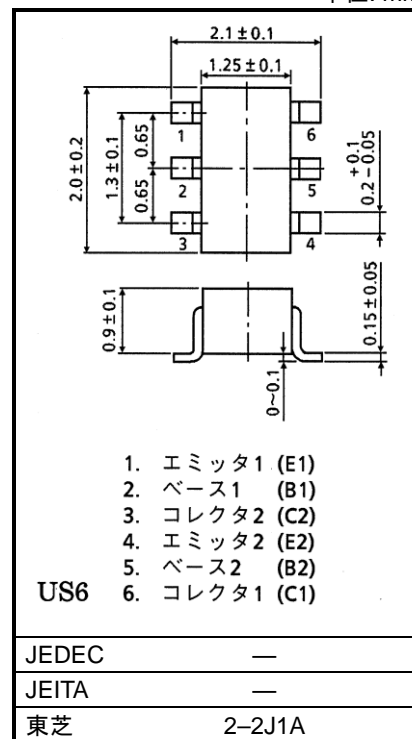 2.1±0.1
1.25±0.1
2.0±0.2
1.3±0.1
0.65
0.65
1
2
3
6
5
4
+0.1
0.2−0.05
0.9±0.1
0.15±0.05
0~0.1
1. エミッタ1 (E1)
2. ベース1 (B1)
3. コレクタ2 (C2)
4. エミッタ2 (E2)
5. ベース2 (B2)
US6 6. コレクタ1 (C1)
JEDEC —
JEITA —
東芝 2–2J1A